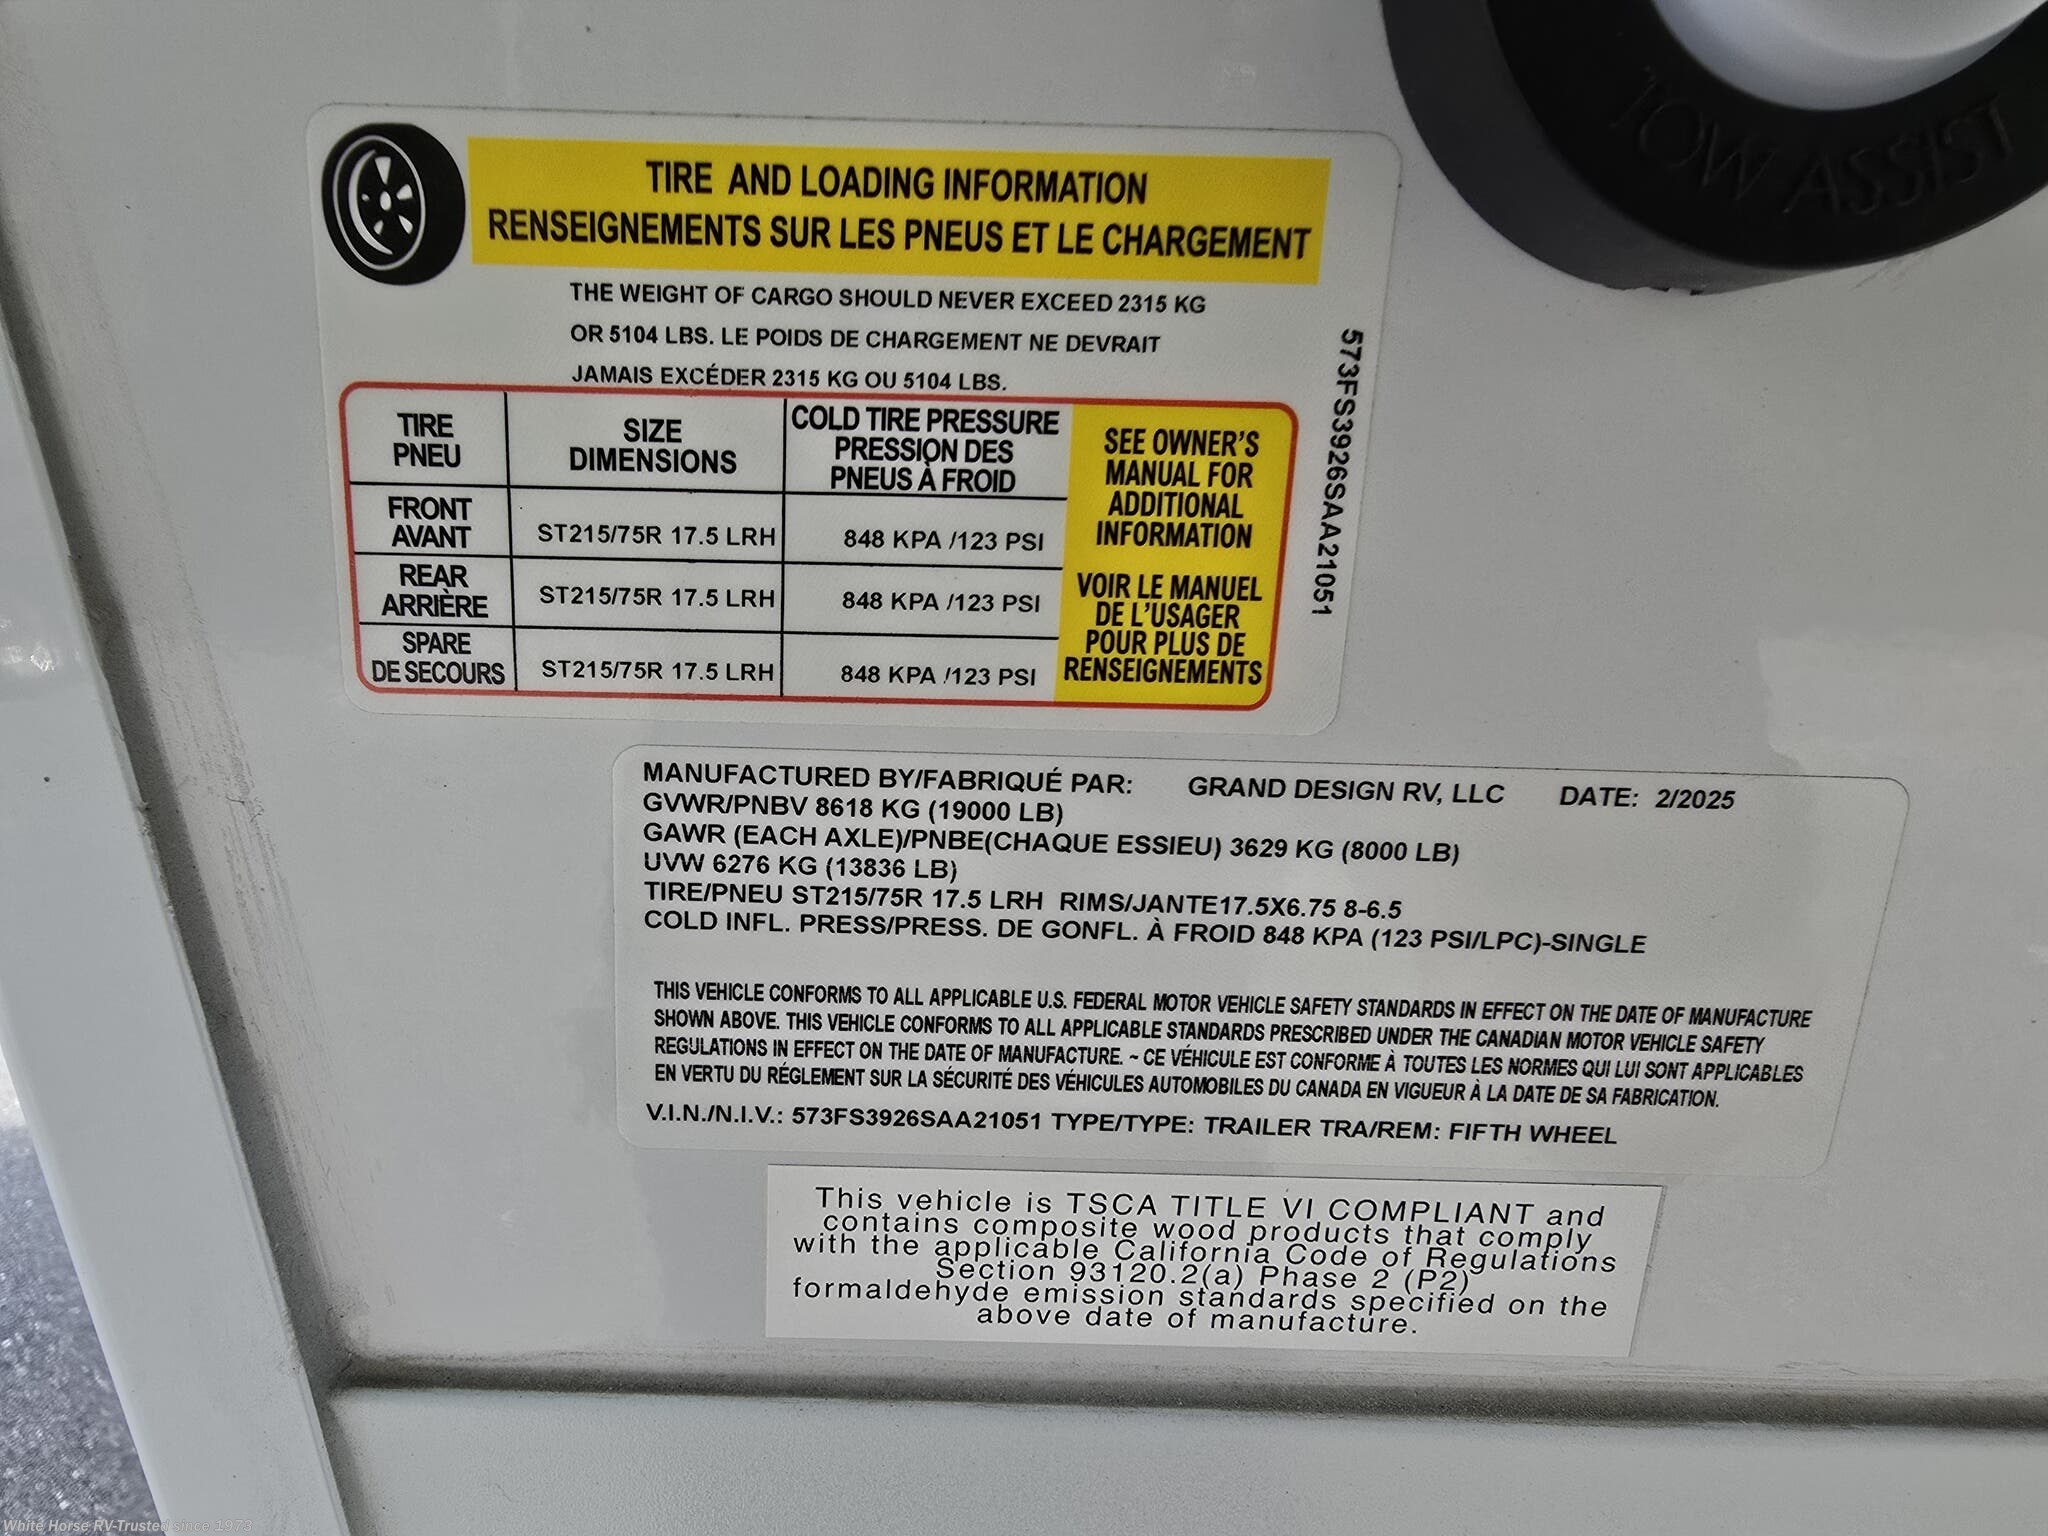 TOW ASSIST
TIRE AND LOADING INFORMATION
RENSEIGNEMENTS SUR LES PNEUS ET LE CHARGEMENT
THE WEIGHT OF CARGO SHOULD NEVER EXCEED 2315 KG
OR 5104 LBS. LE POIDS DE CHARGEMENT NE DEVRAIT
JAMAIS EXCÉDER 2315 KG OU 5104 LBS.
TIRE
PNEU
SIZE
DIMENSIONS
COLD TIRE PRESSURE
PRESSION DES
PNEUS À FROID
FRONT
AVANT
ST215/75R 17.5 LRH
848 KPA /123 PSI
REAR
ARRIÈRE
ST215/75R 17.5 LRH
848 KPA /123 PSI
SPARE
DE SECOURS
ST215/75R 17.5 LRH
848 KPA /123 PSI
SEE OWNER'S
MANUAL FOR
ADDITIONAL
INFORMATION
VOIR LE MANUEL
DE L'USAGER
POUR PLUS DE
RENSEIGNEMENTS
573FS3926SAA21051
MANUFACTURED BY/FABRIQUÉ PAR: GRAND DESIGN RV, LLC DATE: 2/2025
GVWR/PNBV 8618 KG (19000 LB)
GAWR (EACH AXLE)/PNBE(CHAQUE ESSIEU) 3629 KG (8000 LB)
UVW 6276 KG (13836 LB)
TIRE/PNEU ST215/75R 17.5 LRH RIMS/JANTE17.5X6.75 8-6.5
COLD INFL. PRESS/PRESS. DE GONFL. À FROID 848 KPA (123 PSI/LPC)-SINGLE
THIS VEHICLE CONFORMS TO ALL APPLICABLE U.S. FEDERAL MOTOR VEHICLE SAFETY STANDARDS IN EFFECT ON THE DATE OF MANUFACTURE
SHOWN ABOVE. THIS VEHICLE CONFORMS TO ALL APPLICABLE STANDARDS PRESCRIBED UNDER THE CANADIAN MOTOR VEHICLE SAFETY
REGULATIONS IN EFFECT ON THE DATE OF MANUFACTURE. ~ CE VÉHICULE EST CONFORME À TOUTES LES NORMES QUI LUI SONT APPLICABLES
EN VERTU DU RÉGLEMENT SUR LA SÉCURITÉ DES VÉHICULES AUTOMOBILES DU CANADA EN VIGUEUR À LA DATE DE SA FABRICATION.
V.I.N./N.I.V.: 573FS3926SAA21051 TYPE/TYPE: TRAILER TRA/REM: FIFTH WHEEL
This vehicle is TSCA TITLE VI COMPLIANT and
contains composite wood products that comply
with the applicable California Code of Regulations
Section 93120.2(a) Phase 2 (P2)
formaldehyde emission standards specified on the
above date of manufacture.
White Horse RV-Trusted since 1973